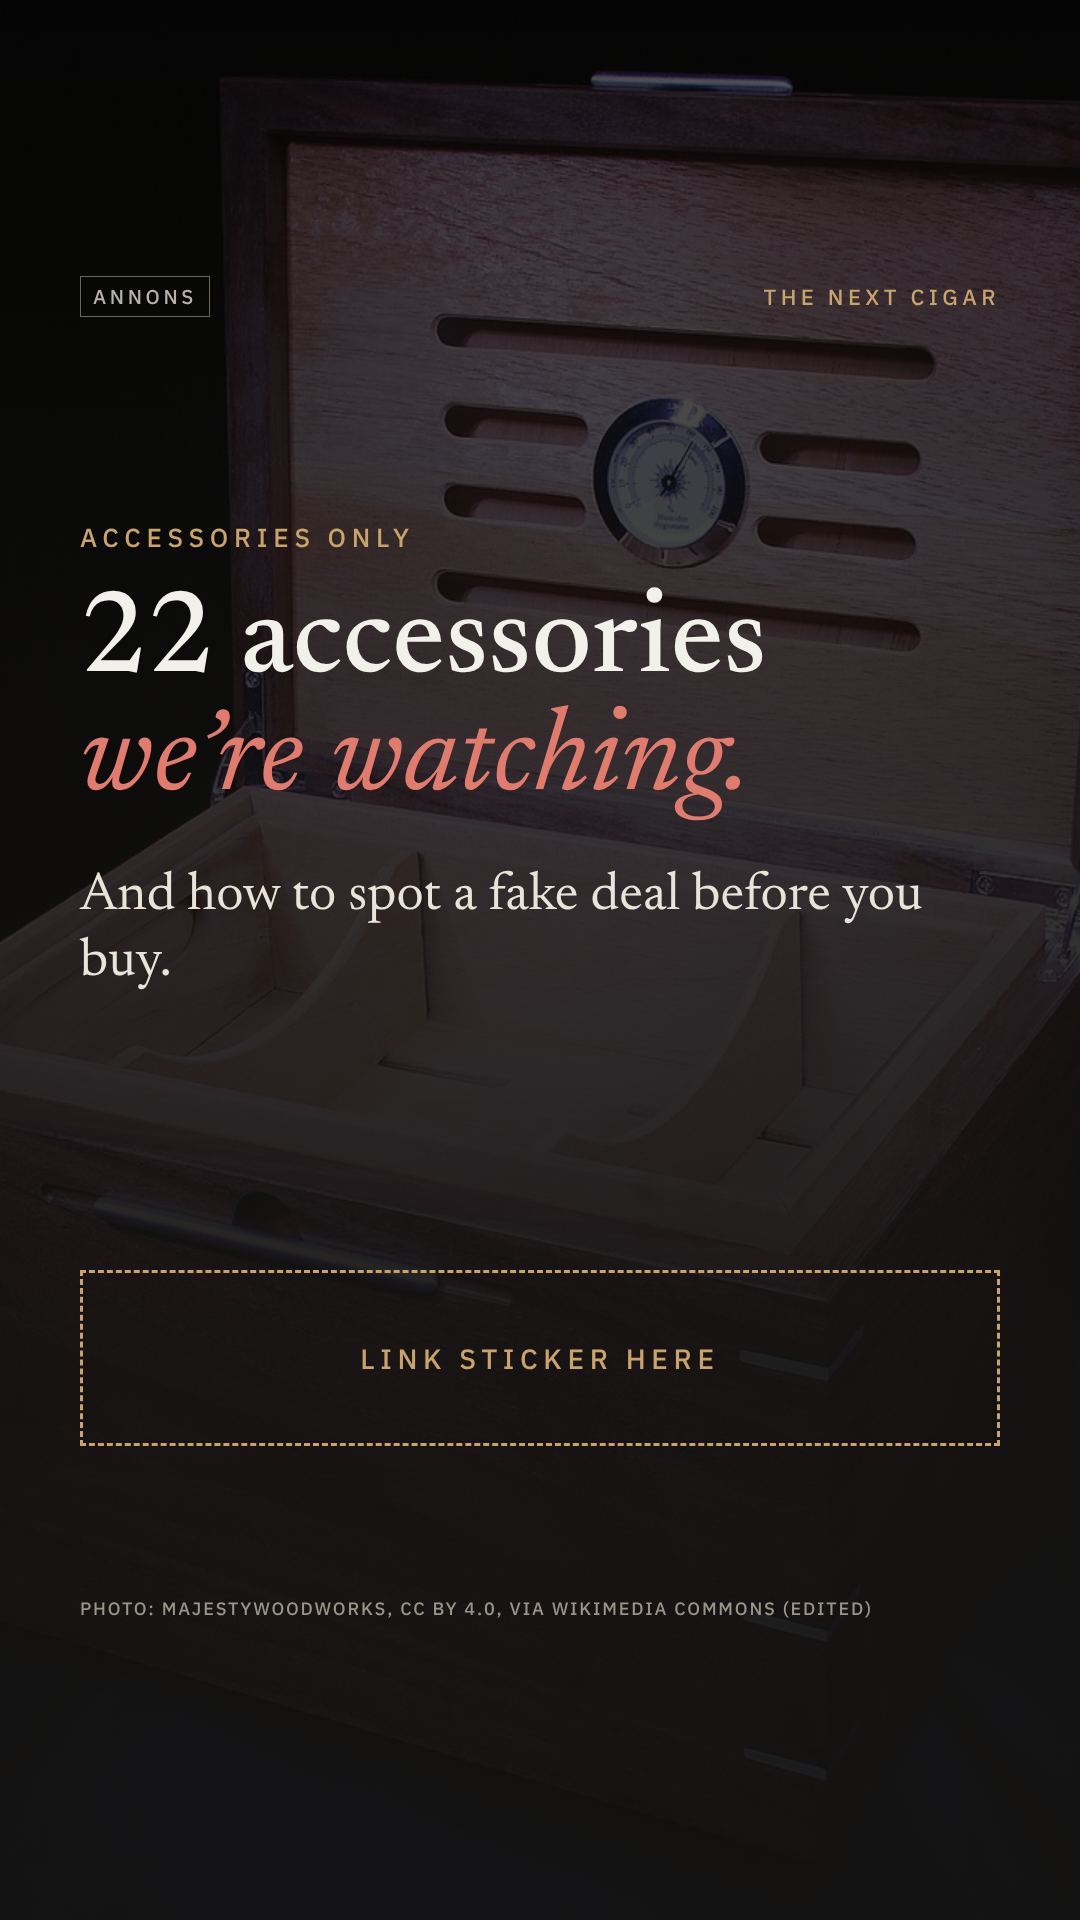 ANNONS
THE NEXT CIGAR
ACCESSORIES ONLY
22 accessories
we’re watching.
And how to spot a fake deal before you
buy.
LINK STICKER HERE
PHOTO: MAJESTYWOODWORKS, CC BY 4.0, VIA WIKIMEDIA COMMONS (EDITED)